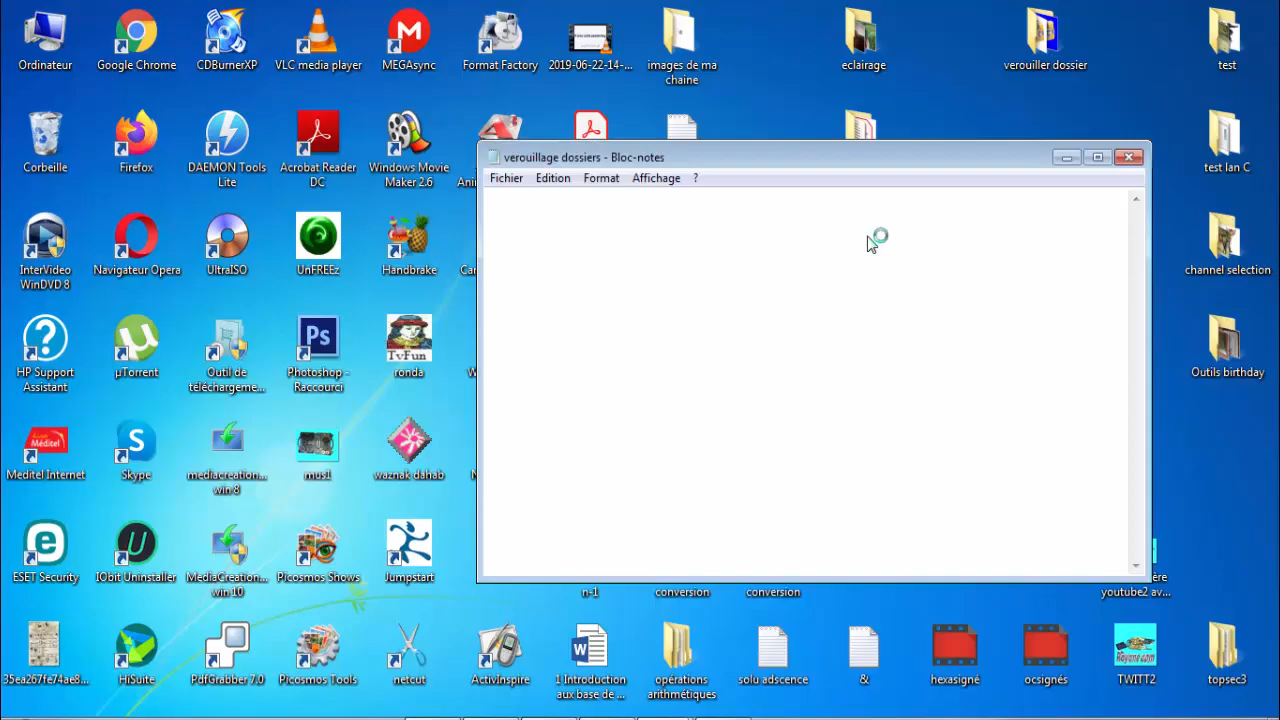 Ordinateur
Google Chrome
CDBurnerXP
VLC media player
MEGAsync
Format Factory
2019-06-22-14-...
images de ma
chaine
eclairage
verouiller dossier
test
Corbeille
Firefox
DAEMON Tools
Lite
Acrobat Reader
DC
Windows Movie
Maker 2.6
verouillage dossiers - Bloc-notes
Fichier Edition Format Affichage ?
test lan C
InterVideo
WinDVD 8
Navigateur Opera
UltraISO
UnFREEz
Handbrake
channel selection
HP Support
Assistant
µTorrent
Outil de
téléchargeme...
Ps
Photoshop -
Raccourci
TvFun
ronda
Outils birthday
Méditel
Meditel Internet
Skype
mediacreation...
win 8
mus1
waznak dahab
ESET Security
IObit Uninstaller
MediaCreation...
win 10
Picosmos Shows
Jumpstart
n-1
conversion
conversion
youtube2 av...
35ea267fe74ae8...
HiSuite
PdfGrabber 7.0
Picosmos Tools
netcut
ActivInspire
1 Introduction
aux base de ...
opérations
arithmétiques
solu adscence
&
hexasigné
ocsignés
TWITT2
topsec3